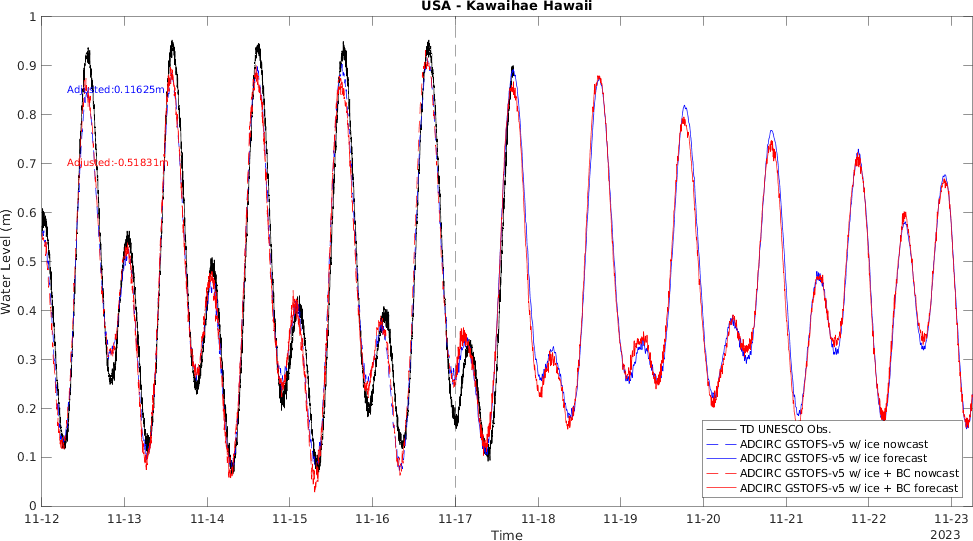 USA - Kawaihae Hawaii
1
0.9
0.8
0.7
0.6
0.5
0.4
0.3
0.2
0.1
0
Water Level (m)
Adjusted:0.11625m
Adjusted:-0.51831m
TD UNESCO Obs.
ADCIRC GSTOFS-v5 w/ ice nowcast
ADCIRC GSTOFS-v5 w/ ice forecast
ADCIRC GSTOFS-v5 w/ ice + BC nowcast
ADCIRC GSTOFS-v5 w/ ice + BC forecast
11-12 11-13 11-14 11-15 11-16 11-17 11-18 11-19 11-20 11-21 11-22 11-23
Time
2023